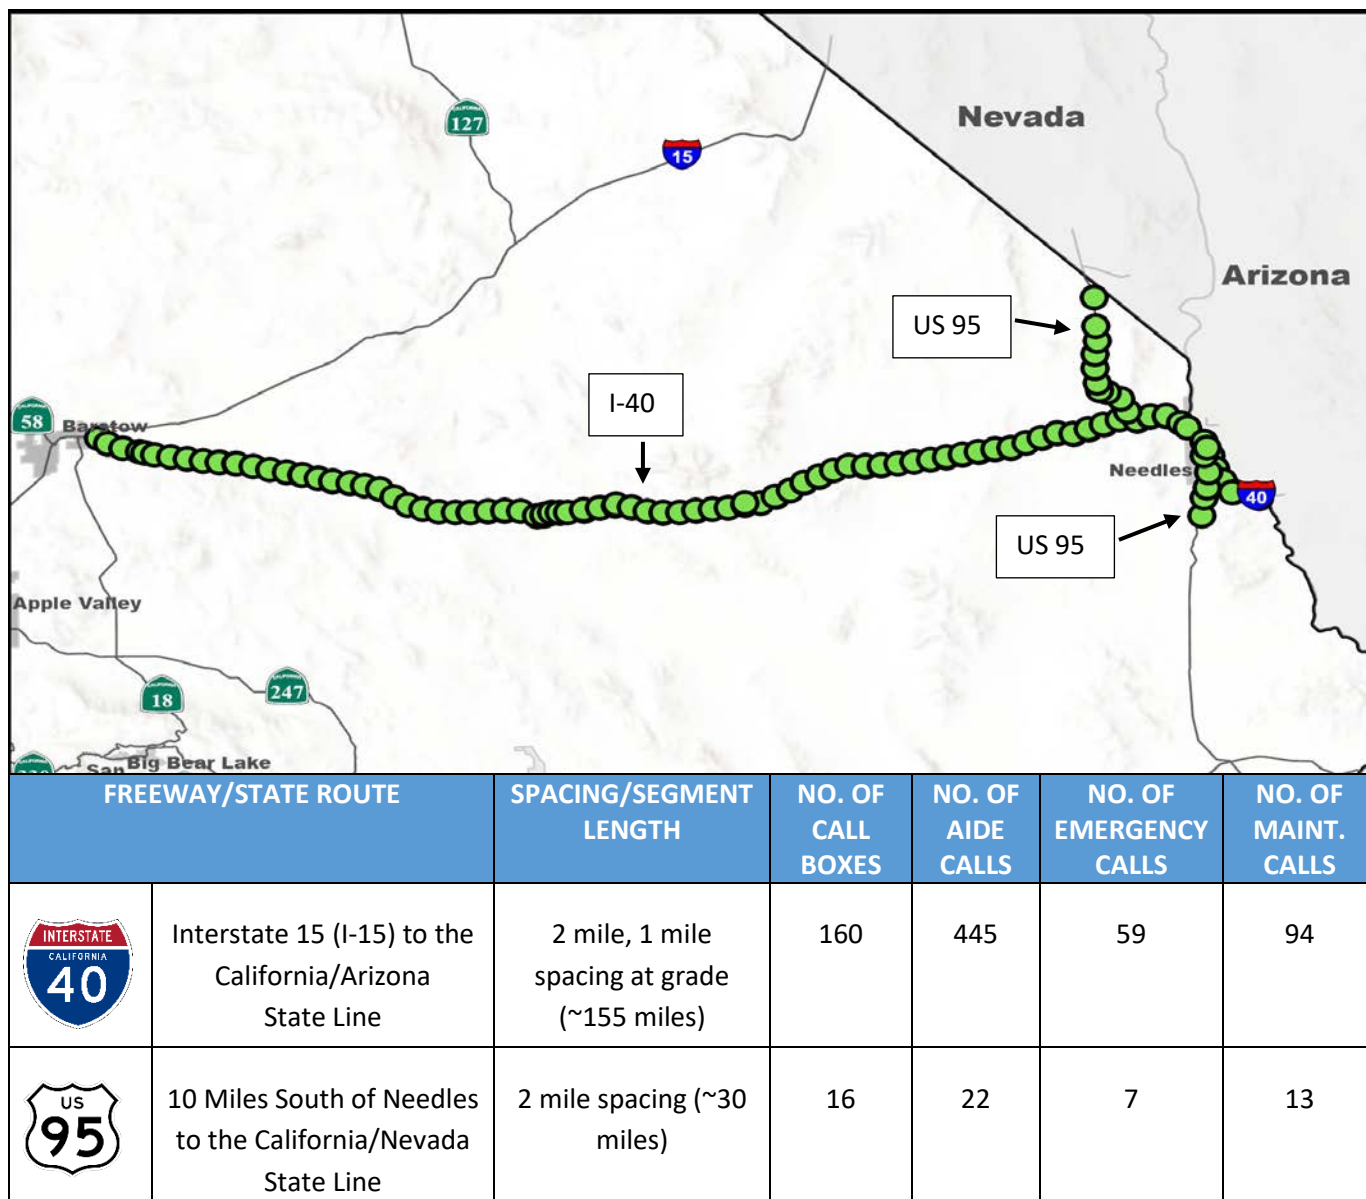 127
15
Nevada
Arizona
US 95
I-40
58
Barstow
Needles
40
US 95
Apple Valley
18
247
San
Big Bear Lake
FREEWAY/STATE ROUTE
SPACING/SEGMENT
LENGTH
NO. OF
CALL
BOXES
NO. OF
AIDE
CALLS
NO. OF
EMERGENCY
CALLS
NO. OF
MAINT.
CALLS
INTERSTATE
CALIFORNIA
40
Interstate 15 (I-15) to the
California/Arizona
State Line
2 mile, 1 mile
spacing at grade
(~155 miles)
160
445
59
94
US
95
10 Miles South of Needles
to the California/Nevada
State Line
2 mile spacing (~30
miles)
16
22
7
13